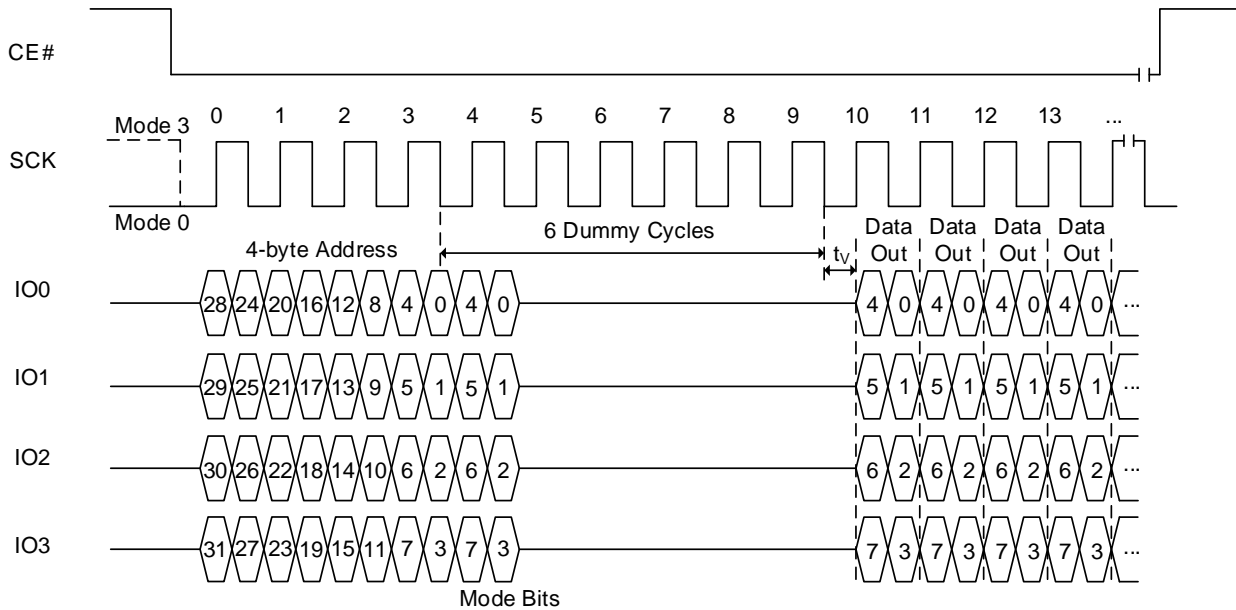 CE#
0 1 2 3 4 5 6 7 8 9 10 11 12 13 ...
Mode 3
SCK
Mode 0
6 Dummy Cycles
Data Out Data Out Data Out Data Out
4-byte Address
tV
IO0
28 24 20 16 12 8 4 0 4 0 4 0 4 0 4 0 4 0 ...
IO1
29 25 21 17 13 9 5 1 5 1 5 1 5 1 5 1 5 1 ...
IO2
30 26 22 18 14 10 6 2 6 2 6 2 6 2 6 2 6 2 ...
IO3
31 27 23 19 15 11 7 3 7 3 7 3 7 3 7 3 7 3 ...
Mode Bits